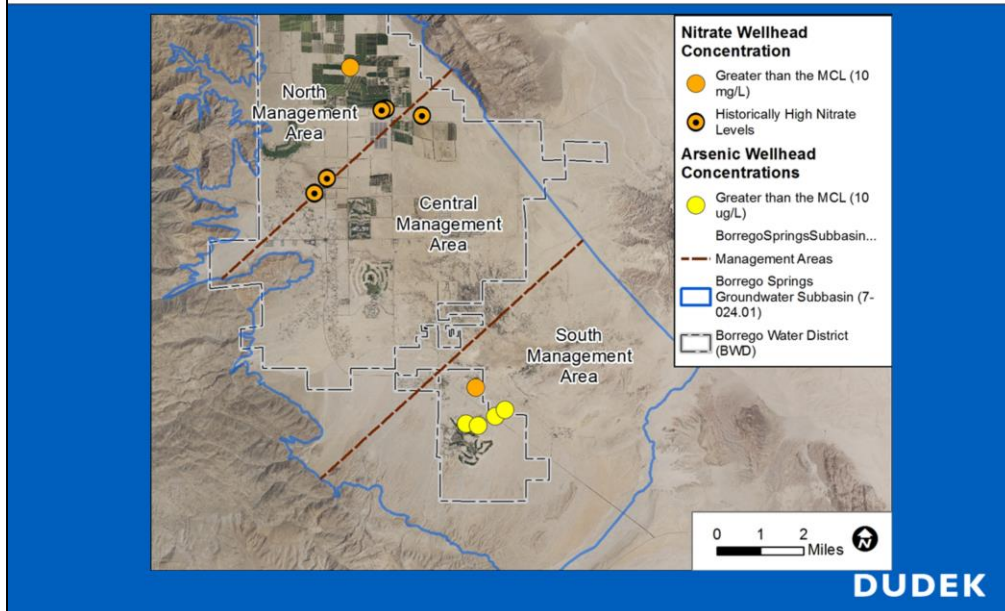 North
Management
Area
Central
Management
Area
South
Management
Area
Nitrate Wellhead
Concentration
Greater than the MCL (10
mg/L)
Historically High Nitrate
Levels
Arsenic Wellhead
Concentrations
Greater than the MCL (10
ug/L)
BorregoSpringsSubbasin...
Management Areas
Borrego Springs
Groundwater Subbasin (7-
024.01)
Borrego Water District
(BWD)
0 1 2
Miles
N
DUDEK